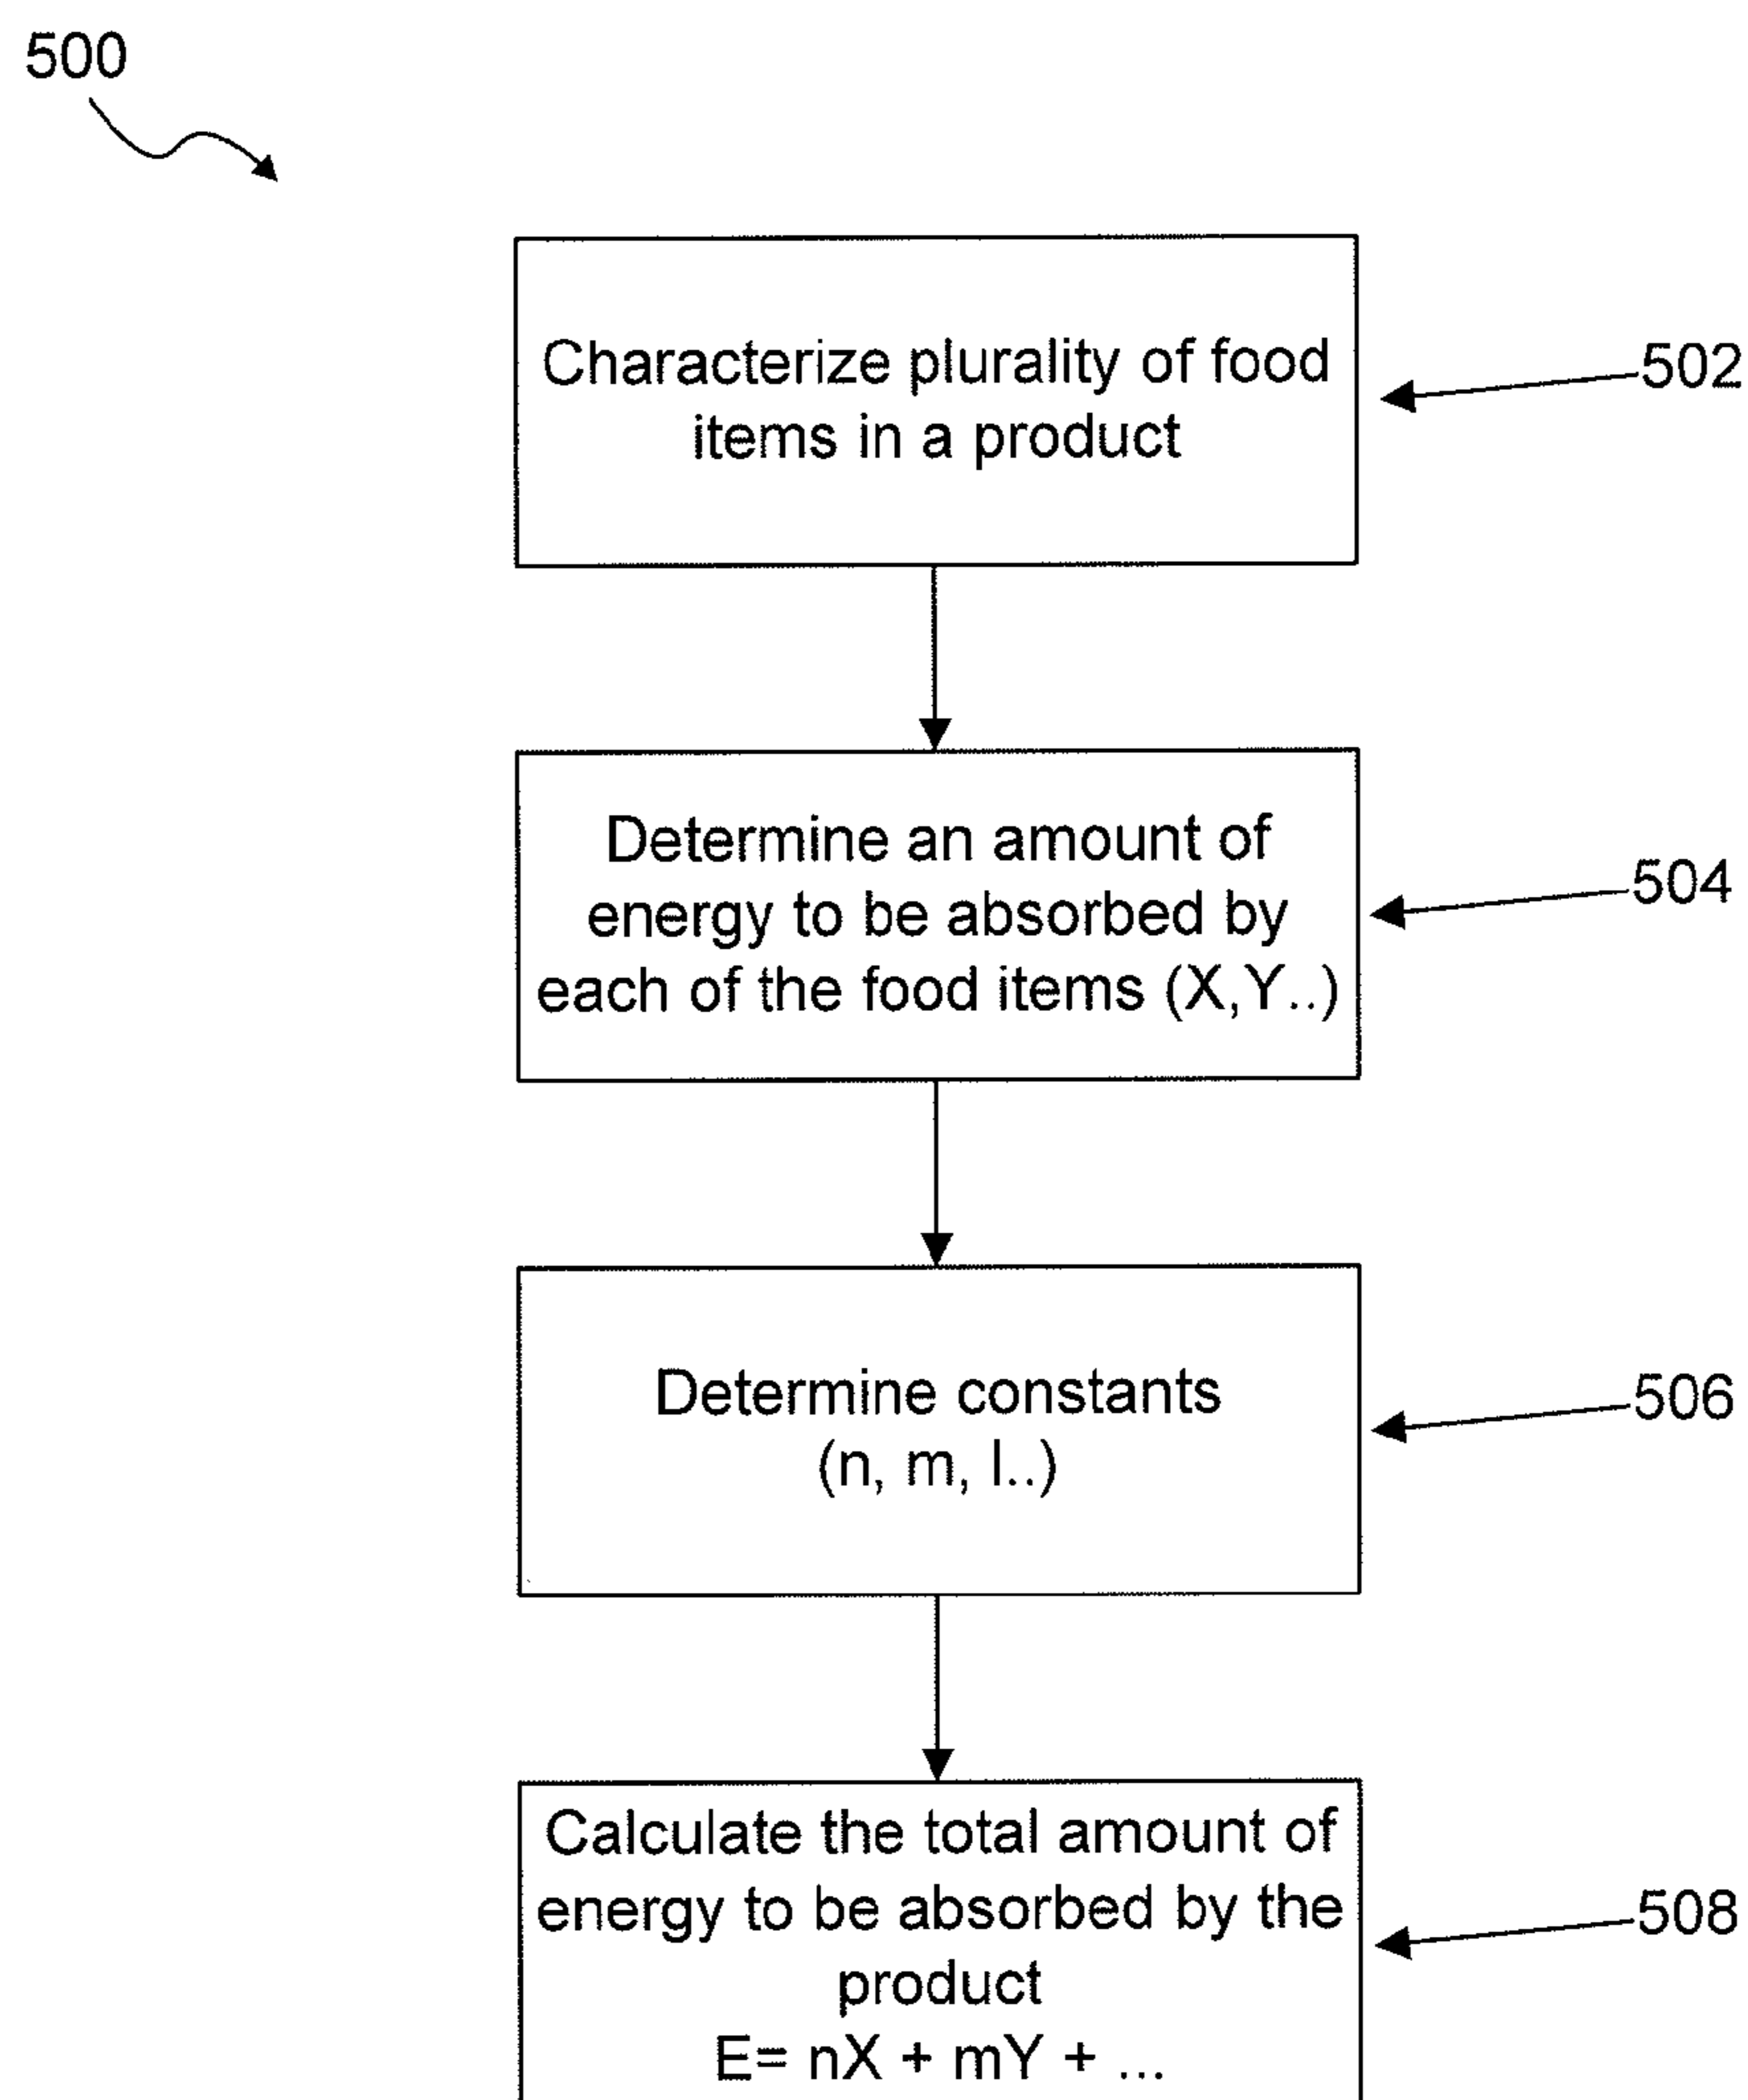 500
Characterize plurality of food
items in a product
502
Determine an amount of
energy to be absorbed by
each of the food items (X,Y..)
504
Determine constants
(n, m, l..)
506
Calculate the total amount of
energy to be absorbed by the
product
E= nX + mY + ...
508